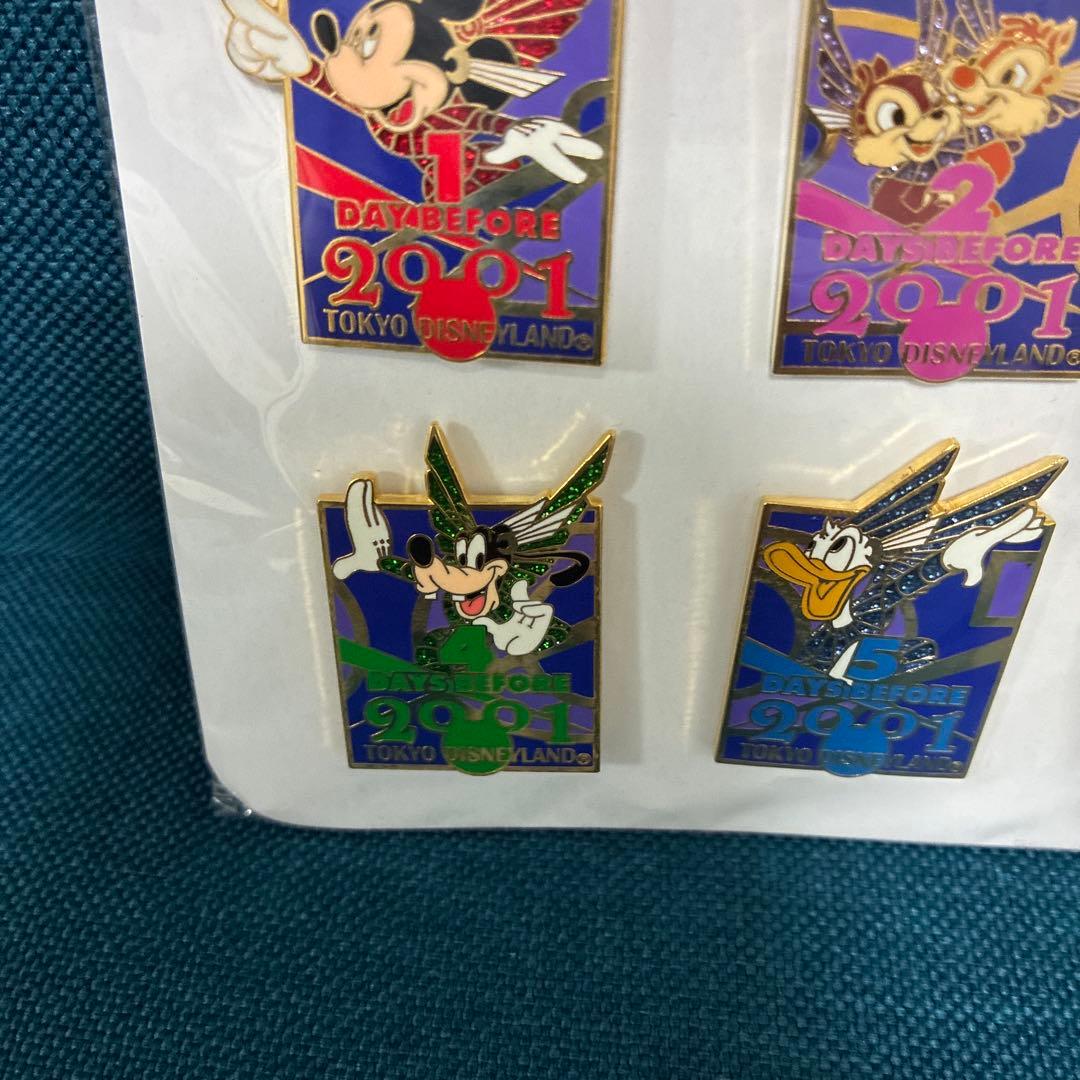 1
DAY BEFORE
2001
TOKYO DISNEYLAND®
2
DAYS BEFORE
2001
TOKYO DISNEYLAND®
4
DAYS BEFORE
2001
TOKYO DISNEYLAND®
5
DAYS BEFORE
2001
TOKYO DISNEYLAND®